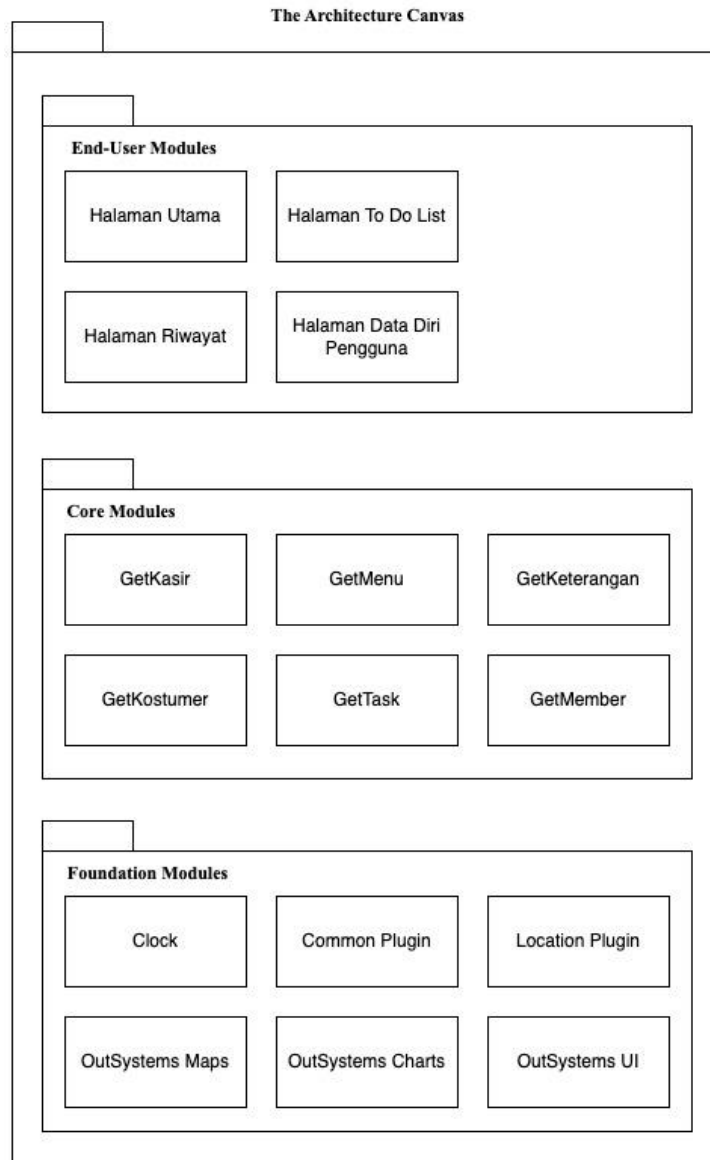 The Architecture Canvas
End-User Modules
Halaman Utama
Halaman To Do List
Halaman Riwayat
Halaman Data Diri
Pengguna
Core Modules
GetKasir
GetMenu
GetKeterangan
GetKostumer
GetTask
GetMember
Foundation Modules
Clock
Common Plugin
Location Plugin
OutSystems Maps
OutSystems Charts
OutSystems UI